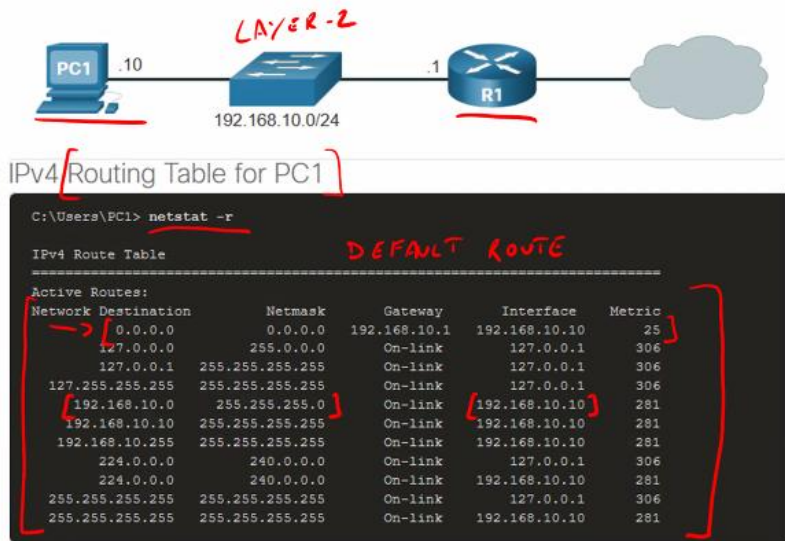 LAYER-2
PC1 .10 .1 R1
192.168.10.0/24
IPv4 Routing Table for PC1
C:\Users\PC1> netstat -r
IPv4 Route Table
DEFAULT ROUTE
===========================================================================
Active Routes:
Network Destination Netmask Gateway Interface Metric
0.0.0.0 0.0.0.0 192.168.10.1 192.168.10.10 25
127.0.0.0 255.0.0.0 On-link 127.0.0.1 306
127.0.0.1 255.255.255.255 On-link 127.0.0.1 306
127.255.255.255 255.255.255.255 On-link 127.0.0.1 306
192.168.10.0 255.255.255.0 On-link 192.168.10.10 281
192.168.10.10 255.255.255.255 On-link 192.168.10.10 281
192.168.10.255 255.255.255.255 On-link 192.168.10.10 281
224.0.0.0 240.0.0.0 On-link 127.0.0.1 306
224.0.0.0 240.0.0.0 On-link 192.168.10.10 281
255.255.255.255 255.255.255.255 On-link 127.0.0.1 306
255.255.255.255 255.255.255.255 On-link 192.168.10.10 281